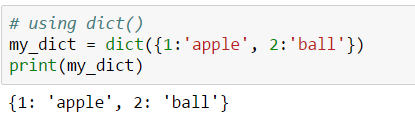 # using dict()
my_dict = dict({1:'apple', 2:'ball'})
print(my_dict)
{1: 'apple', 2: 'ball'}